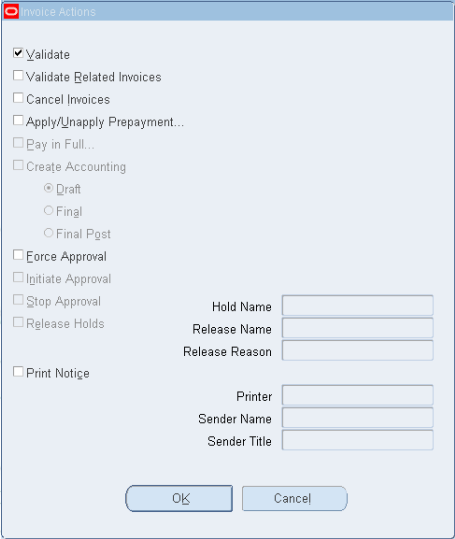 Invoice Actions
Validate
Validate Related Invoices
Cancel Invoices
Apply/Unapply Prepayment...
Pay in Full...
Create Accounting
Draft
Final
Final Post
Force Approval
Initiate Approval
Stop Approval
Hold Name
Release Holds
Release Name
Release Reason
Print Notice
Printer
Sender Name
Sender Title
OK
Cancel